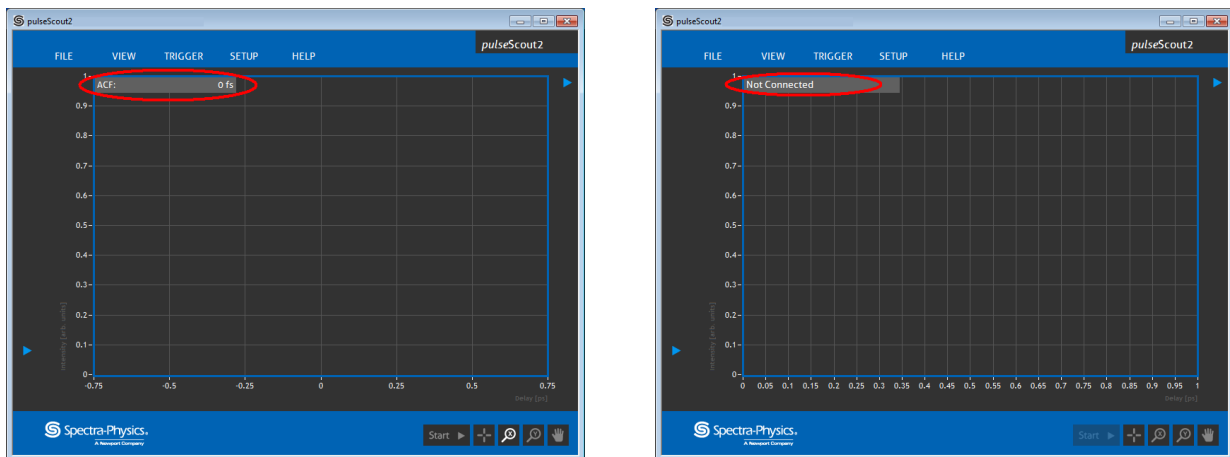 pulseScout2
pulseScout2
FILE VIEW TRIGGER SETUP HELP
ACF: 0 fs
1
0.9
0.8
0.7
0.6
0.5
0.4
0.3
0.2
0.1
0
Intensity [arb. units]
-0.75 -0.5 -0.25 0 0.25 0.5 0.75
Delay [ps]
Spectra-Physics.
A Newport Company
Start
X Y
pulseScout2
pulseScout2
FILE VIEW TRIGGER SETUP HELP
Not Connected
1
0.9
0.8
0.7
0.6
0.5
0.4
0.3
0.2
0.1
0
Intensity [arb. units]
0 0.05 0.1 0.15 0.2 0.25 0.3 0.35 0.4 0.45 0.5 0.55 0.6 0.65 0.7 0.75 0.8 0.85 0.9 0.95 1
Delay [ps]
Spectra-Physics.
A Newport Company
Start
X Y